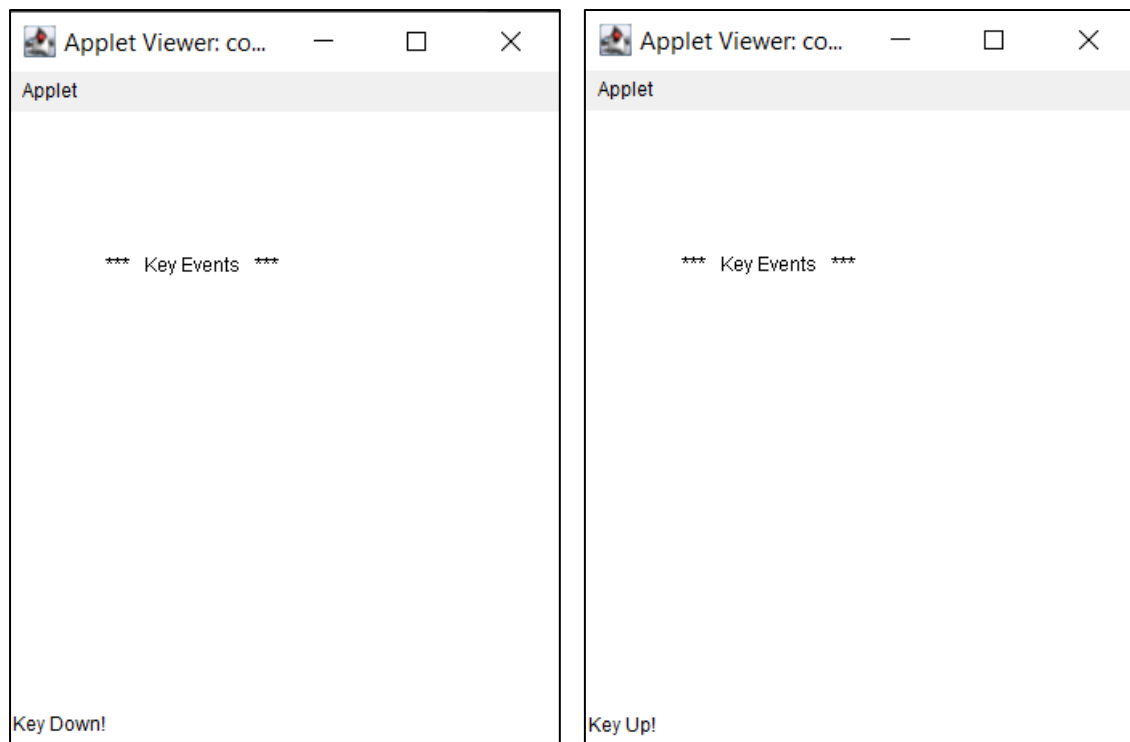 Applet Viewer: co...
Applet
*** Key Events ***
Key Down!
Applet Viewer: co...
Applet
*** Key Events ***
Key Up!